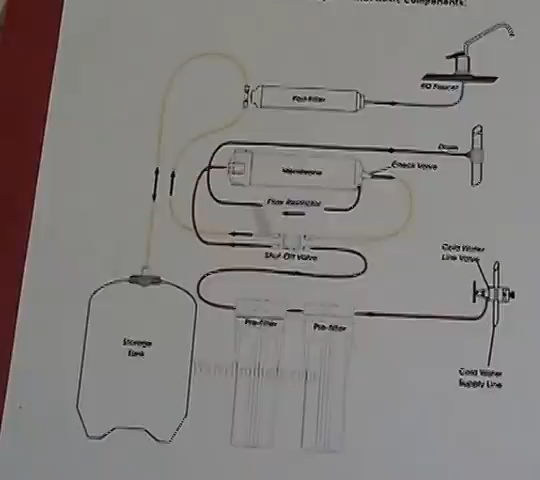 Components:
RO Faucet
Post-Filter
Drain
Membrane
Check Valve
Flow Restrictor
Shut-Off Valve
Cold Water
Line Valve
Storage
Tank
Pre-filter
Pre-filter
Cold Water
Supply Line